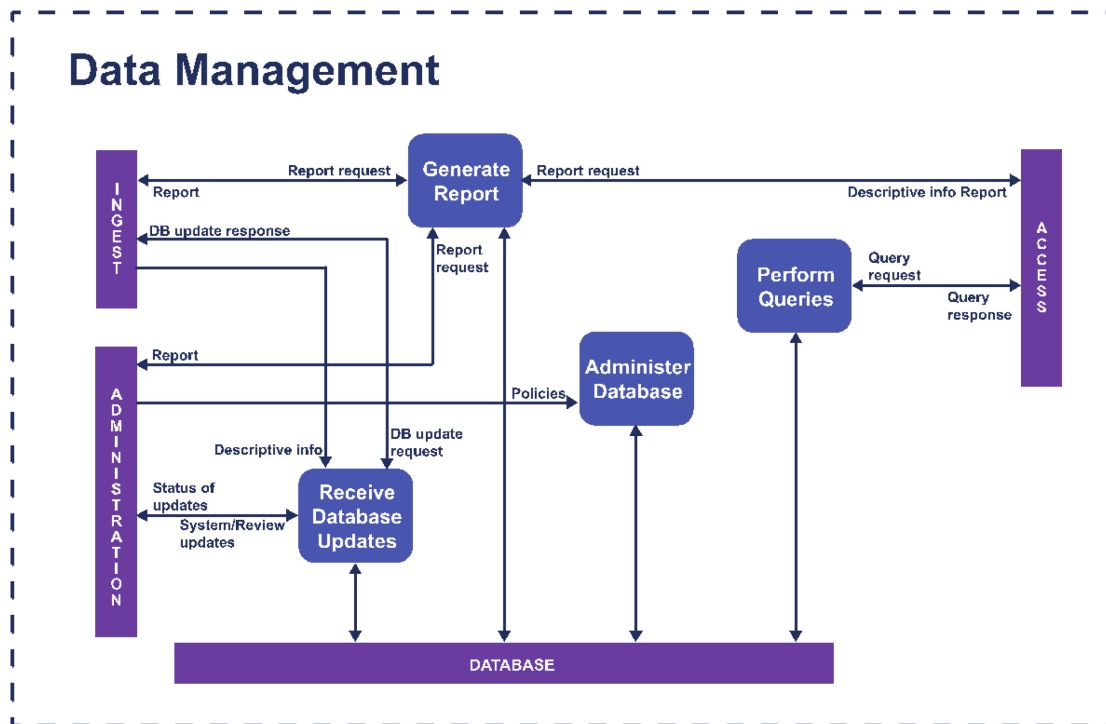 Data Management
INGEST
Report request
Report
Generate
Report
Report request
Descriptive info Report
ACCESS
DB update response
Report
request
Perform
Queries
Query
request
Query
response
Administer
Database
Report
ADMINISTRATION
Policies
Descriptive info
DB update
request
Status of
updates
System/Review
updates
Receive
Database
Updates
DATABASE